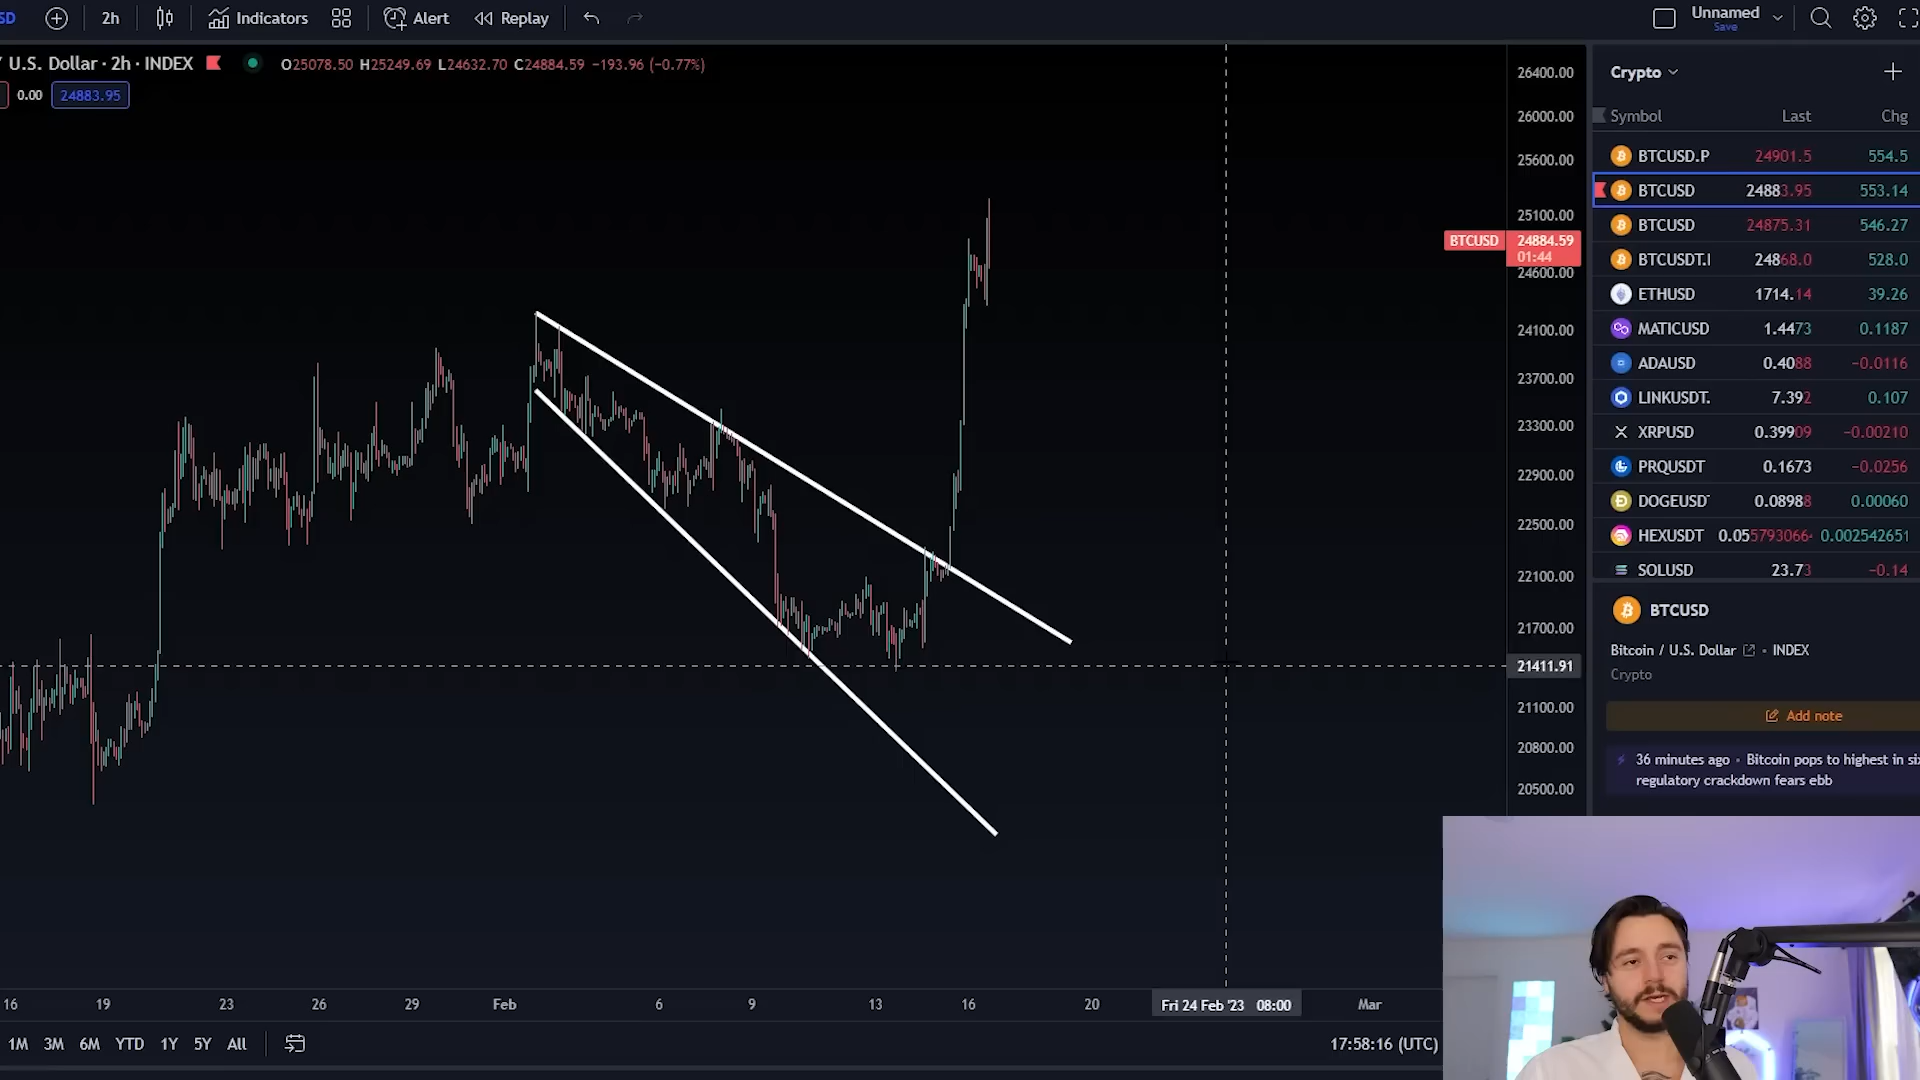 SD 2h Indicators Alert Replay Unnamed
Save
/ U.S. Dollar · 2h · INDEX O25078.50 H25249.69 L24632.70 C24884.59 −193.96 (−0.77%)
0.00 24883.95
26400.00
26000.00
25600.00
25100.00
BTCUSD 24884.59
01:44
24600.00
24100.00
23700.00
23300.00
22900.00
22500.00
22100.00
21700.00
21411.91
21100.00
20800.00
20500.00
Crypto
Symbol Last Chg
BTCUSD.P 24901.5 554.5
BTCUSD 24883.95 553.14
BTCUSD 24875.31 546.27
BTCUSDT.I 24868.0 528.0
ETHUSD 1714.14 39.26
MATICUSD 1.4473 0.1187
ADAUSD 0.4088 −0.0116
LINKUSDT. 7.392 0.107
XRPUSD 0.39909 −0.00210
PRQUSDT 0.1673 −0.0256
DOGEUSD 0.08988 0.00060
HEXUSDT 0.055793066 0.002542651
SOLUSD 23.73 −0.14
BTCUSD
Bitcoin / U.S. Dollar • INDEX
Crypto
Add note
36 minutes ago • Bitcoin pops to highest in six
regulatory crackdown fears ebb
16 19 23 26 29 Feb 6 9 13 16 20 Fri 24 Feb '23 08:00 Mar
1M 3M 6M YTD 1Y 5Y All 17:58:16 (UTC)